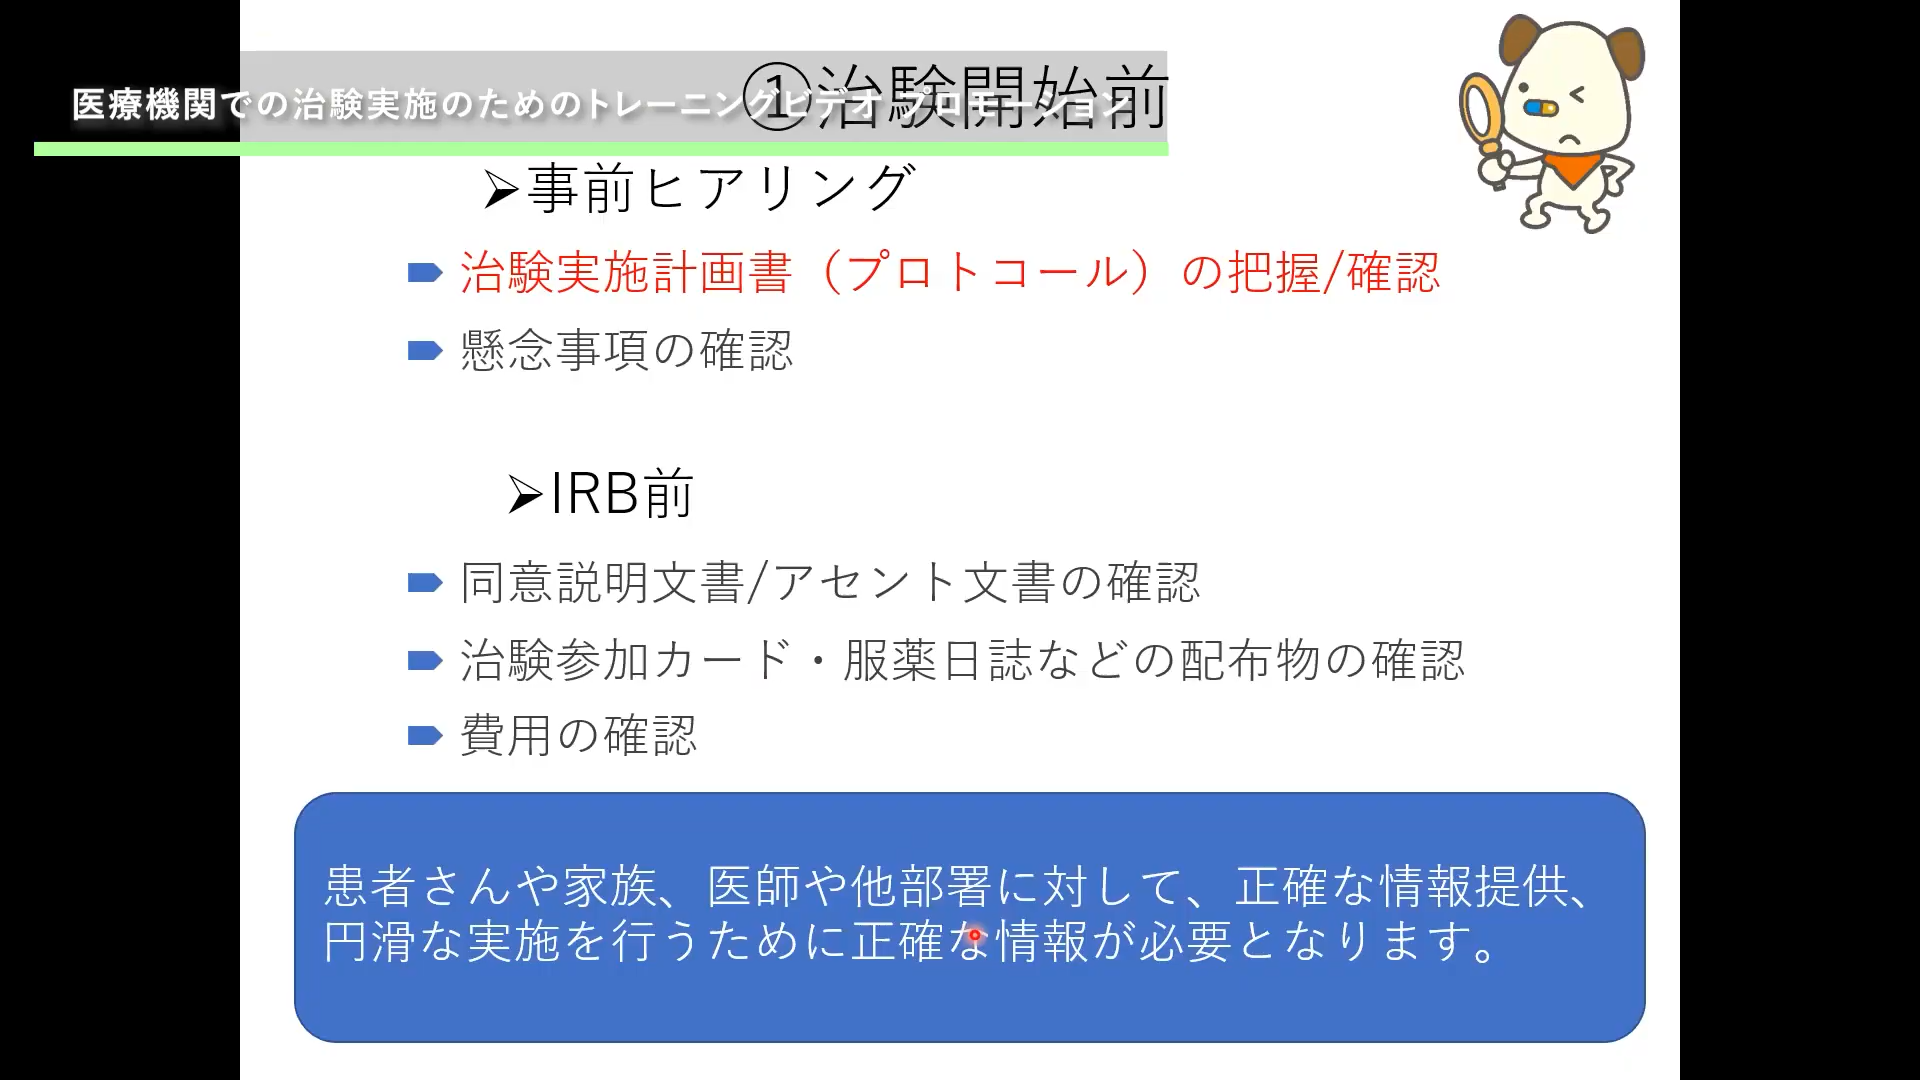 ①治験開始前
医療機関での治験実施のためのトレーニングビデオ プロモーション
➢事前ヒアリング
治験実施計画書（プロトコール）の把握/確認
懸念事項の確認
➢IRB前
同意説明文書/アセント文書の確認
治験参加カード・服薬日誌などの配布物の確認
費用の確認
患者さんや家族、医師や他部署に対して、正確な情報提供、
円滑な実施を行うために正確な情報が必要となります。